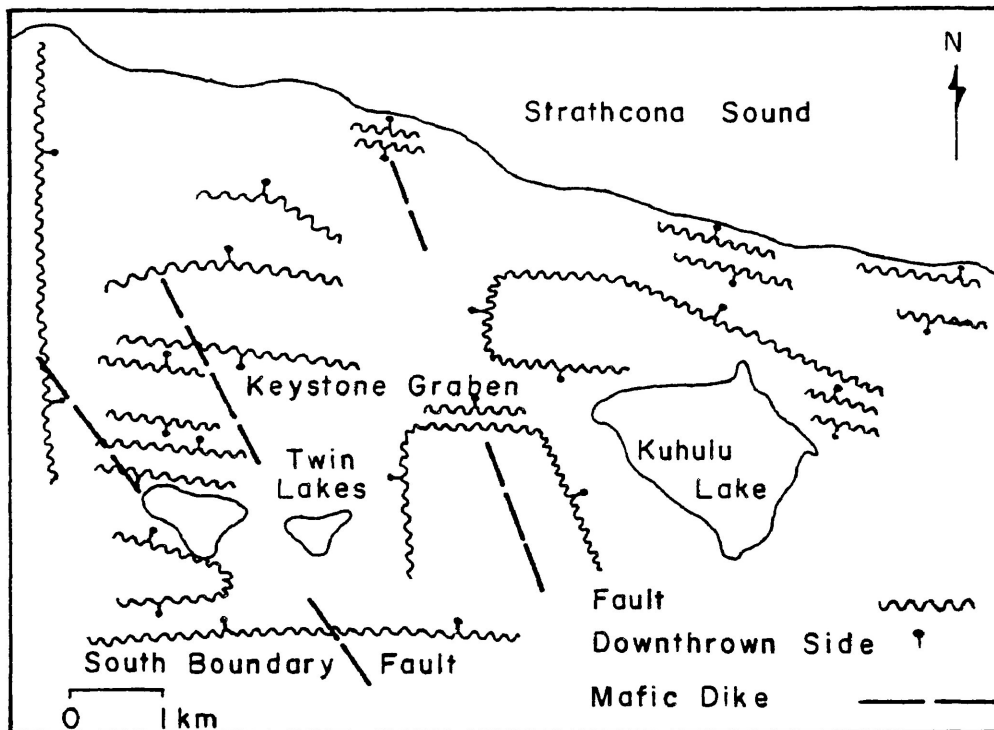 N
Strathcona Sound
Keystone Graben
Twin
Lakes
Kuhulu
Lake
Fault
Downthrown Side
South Boundary Fault
Mafic Dike
0 1 km